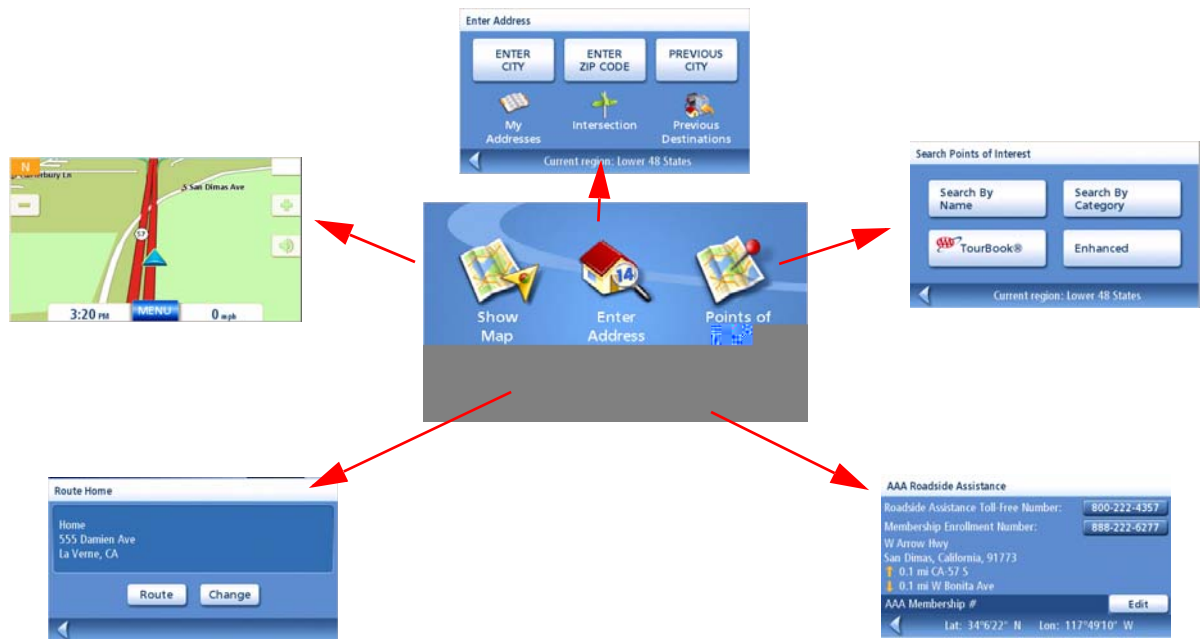 Enter Address
ENTER CITY
ENTER ZIP CODE
PREVIOUS CITY
My Addresses
Intersection
Previous Destinations
Current region: Lower 48 States
N
San Dimas Ave
57
3:20 PM
MENU
0 mph
Search Points of Interest
Search By Name
Search By Category
AAA TourBook®
Enhanced
Current region: Lower 48 States
14
Show Map
Enter Address
Points of
Route Home
Home
555 Damien Ave
La Verne, CA
Route
Change
AAA Roadside Assistance
Roadside Assistance Toll-Free Number: 800-222-4357
Membership Enrollment Number: 888-222-6277
W Arrow Hwy
San Dimas, California, 91773
0.1 mi CA-57 S
0.1 mi W Bonita Ave
AAA Membership #
Edit
Lat: 34°6'22" N Lon: 117°49'10" W